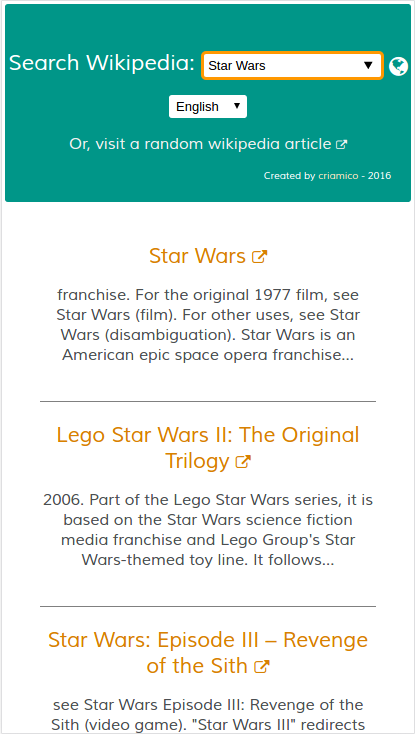 Search Wikipedia: Star Wars
English
Or, visit a random wikipedia article
Created by criamico - 2016
Star Wars
franchise. For the original 1977 film, see
Star Wars (film). For other uses, see Star
Wars (disambiguation). Star Wars is an
American epic space opera franchise...
Lego Star Wars II: The Original
Trilogy
2006. Part of the Lego Star Wars series, it is
based on the Star Wars science fiction
media franchise and Lego Group's Star
Wars-themed toy line. It follows...
Star Wars: Episode III – Revenge
of the Sith
see Star Wars Episode III: Revenge of the
Sith (video game). "Star Wars III" redirects